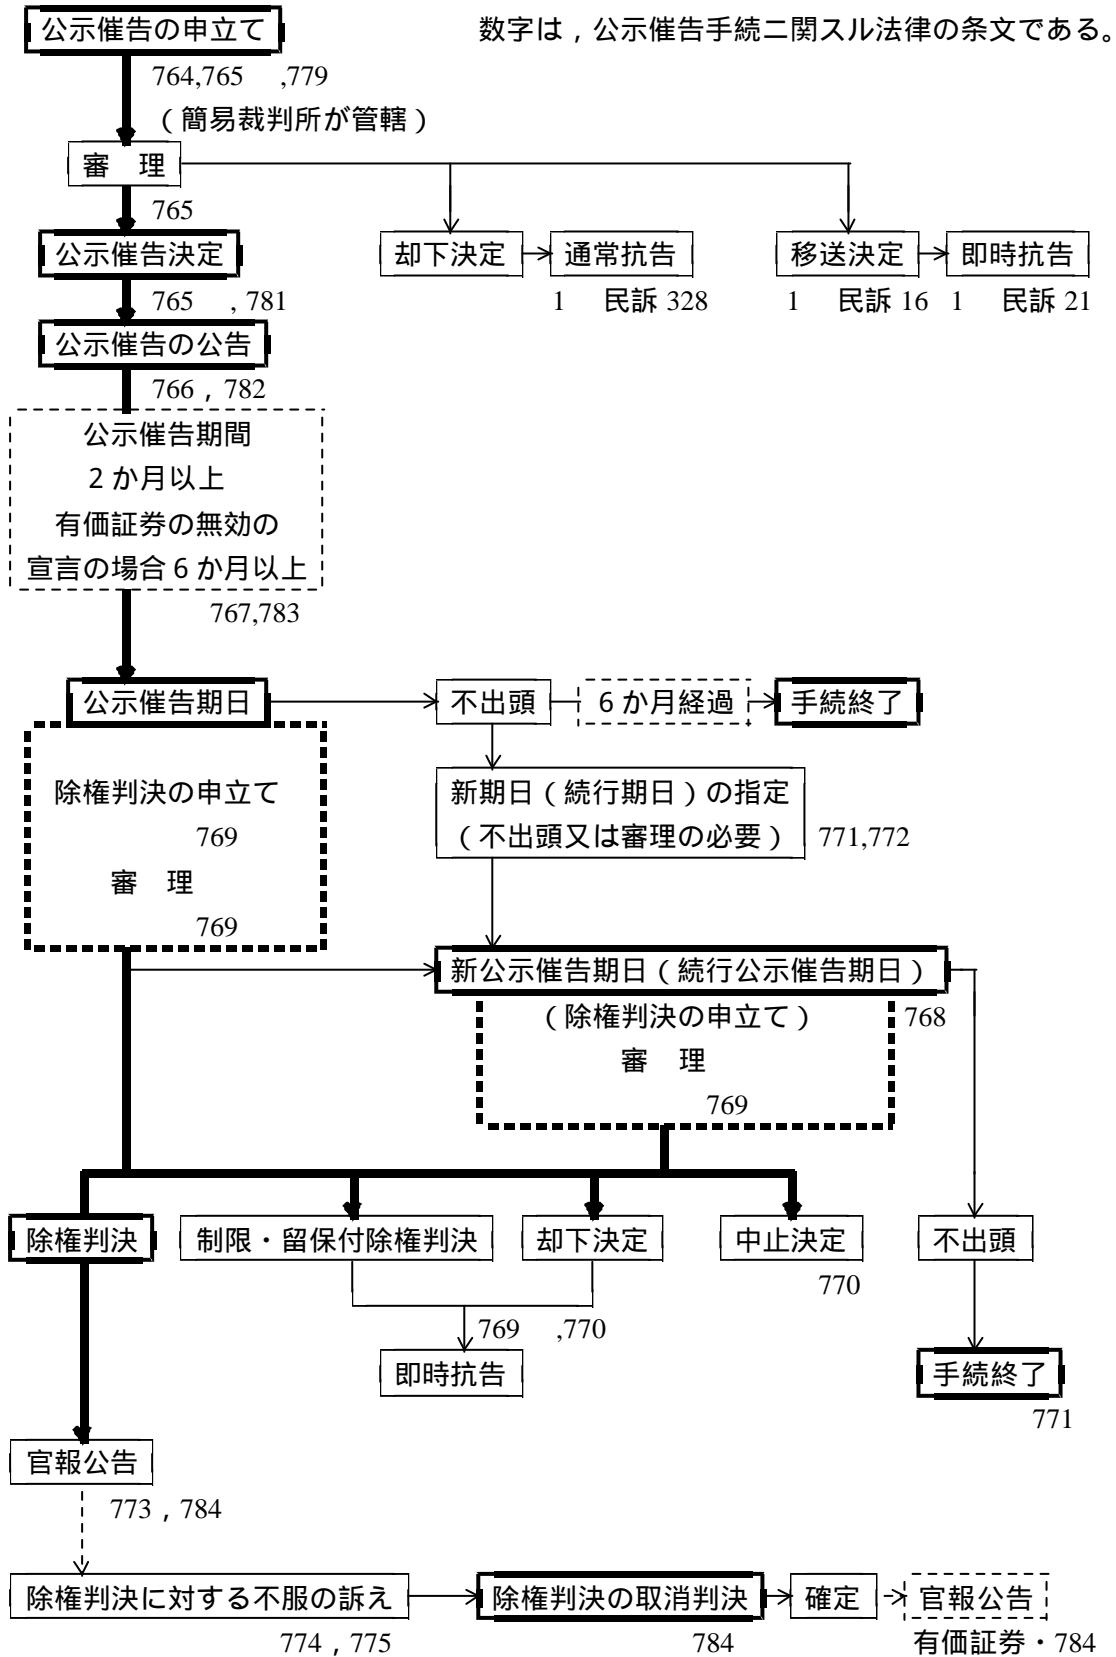 公示催告の申立て
数字は，公示催告手続ニ関スル法律の条文である。
764,765 ,779
（簡易裁判所が管轄）
審 理
765
公示催告決定
却下決定
通常抗告
移送決定
即時抗告
765 , 781
1 民訴 328
1 民訴 16
1 民訴 21
公示催告の公告
766 , 782
公示催告期間
2か月以上
有価証券の無効の
宣言の場合6か月以上
767,783
公示催告期日
不出頭
6か月経過
手続終了
除権判決の申立て
769
審 理
769
新期日（続行期日）の指定
（不出頭又は審理の必要）
771,772
新公示催告期日（続行公示催告期日）
768
（除権判決の申立て）
審 理
769
除権判決
制限・留保付除権判決
却下決定
中止決定
不出頭
770
769 ,770
即時抗告
手続終了
771
官報公告
773 , 784
除権判決に対する不服の訴え
除権判決の取消判決
確定
官報公告
774 , 775
784
有価証券・784